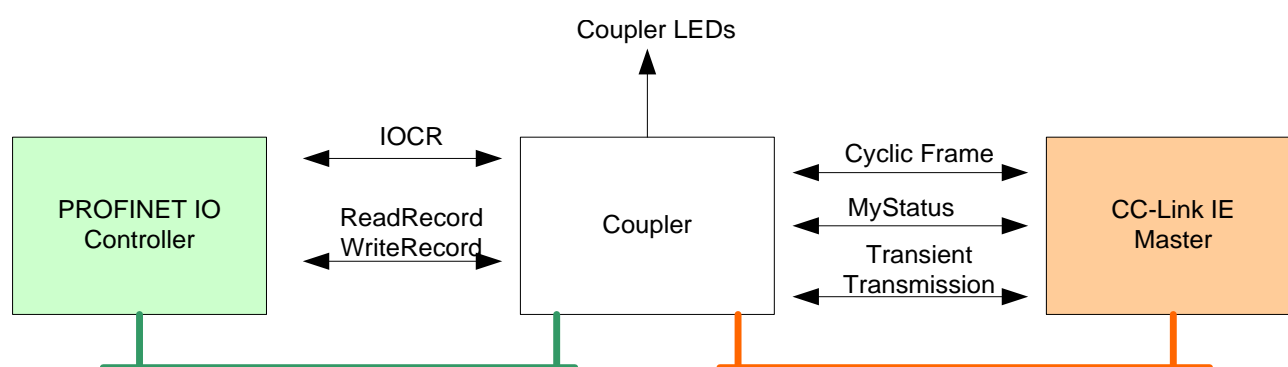 Coupler LEDs
PROFINET IO
Controller
IOCR
ReadRecord
WriteRecord
Coupler
Cyclic Frame
MyStatus
Transient
Transmission
CC-Link IE
Master